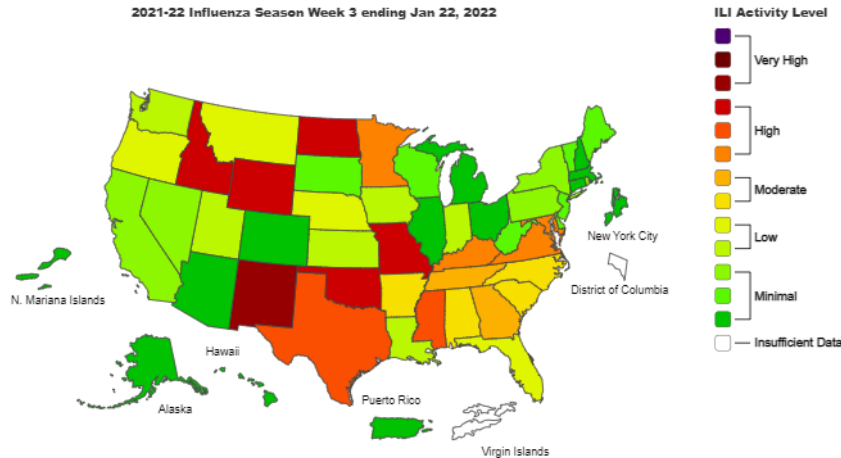 2021-22 Influenza Season Week 3 ending Jan 22, 2022
ILI Activity Level
Very High
High
Moderate
Low
Minimal
Insufficient Data
New York City
District of Columbia
N. Mariana Islands
Hawaii
Alaska
Puerto Rico
Virgin Islands